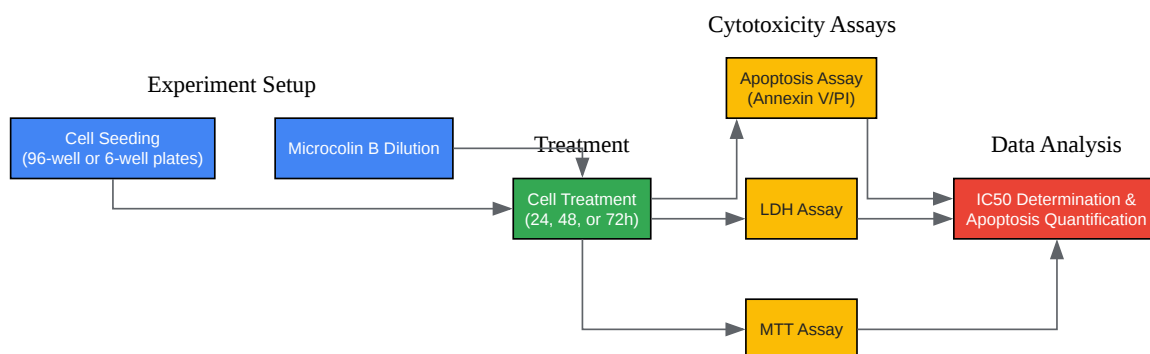 Cytotoxicity Assays
Experiment Setup
Apoptosis Assay
(Annexin V/PI)
Cell Seeding
(96-well or 6-well plates)
Microcolin B Dilution
Treatment
Data Analysis
Cell Treatment
(24, 48, or 72h)
LDH Assay
IC50 Determination &
Apoptosis Quantification
MTT Assay